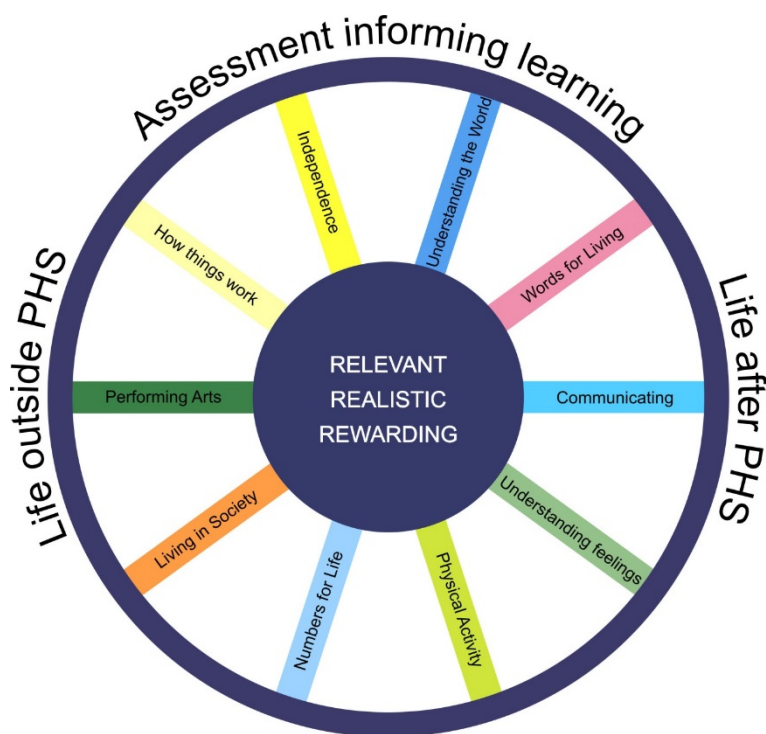 Assessment informing learning
Life outside PHS
Life after PHS
Independence
Understanding the World
Words for Living
Communicating
Understanding feelings
Physical Activity
Numbers for Life
Living in Society
Performing Arts
How things work
RELEVANT
REALISTIC
REWARDING